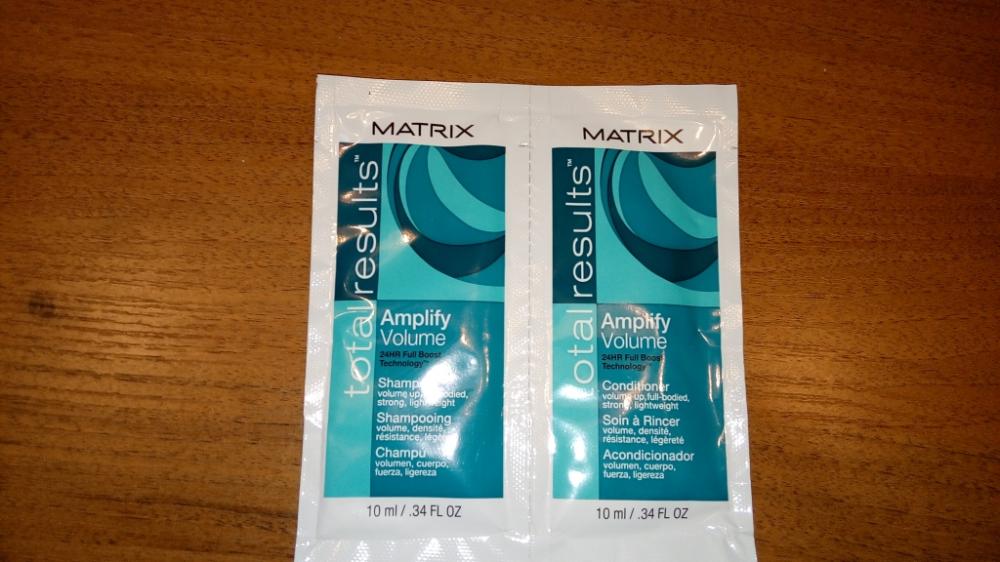 MATRIX
total results™
Amplify
Volume
24HR Full Boost
Technology™
Shampoo
volume up, full-bodied,
strong, lightweight
Shampooing
volume, densité,
résistance, légèreté
Champú
volumen, cuerpo,
fuerza, ligereza
10 ml / .34 FL OZ
MATRIX
total results™
Amplify
Volume
24HR Full Boost
Technology
Conditioner
volume up, full-bodied,
strong, lightweight
Soin à Rincer
volume, densité,
résistance, légèreté
Acondicionador
volumen, cuerpo,
fuerza, ligereza
10 ml / .34 FL OZ